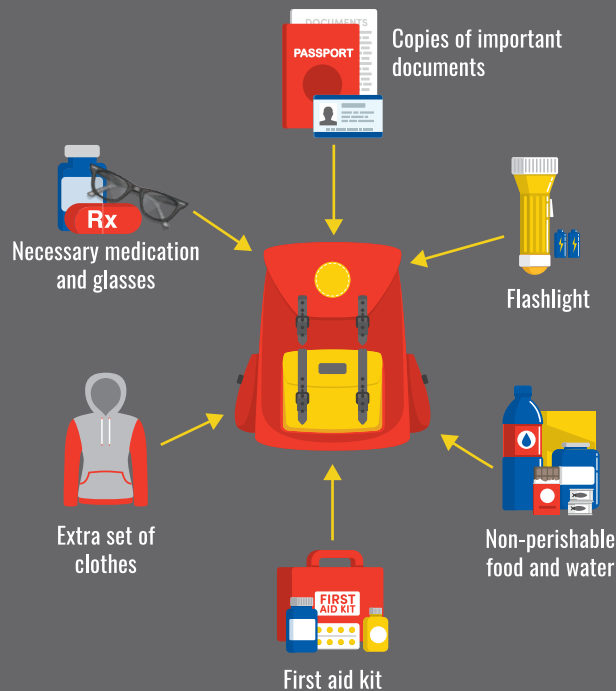 DOCUMENTS
PASSPORT
Copies of important
documents
Rx
Necessary medication
and glasses
Flashlight
Extra set of
clothes
Non-perishable
food and water
FIRST
AID KIT
First aid kit